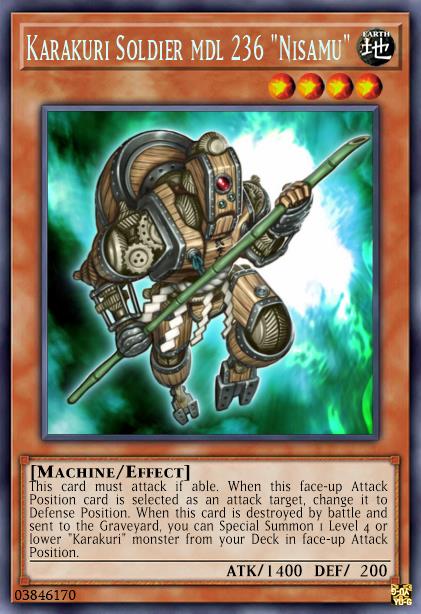 KARAKURI SOLDIER MDL 236 "NISAMU"
EARTH
地
[MACHINE/EFFECT]
This card must attack if able. When this face-up Attack
Position card is selected as an attack target, change it to
Defense Position. When this card is destroyed by battle and
sent to the Graveyard, you can Special Summon 1 Level 4 or
lower "Karakuri" monster from your Deck in face-up Attack
Position.
ATK/1400 DEF/ 200
03846170